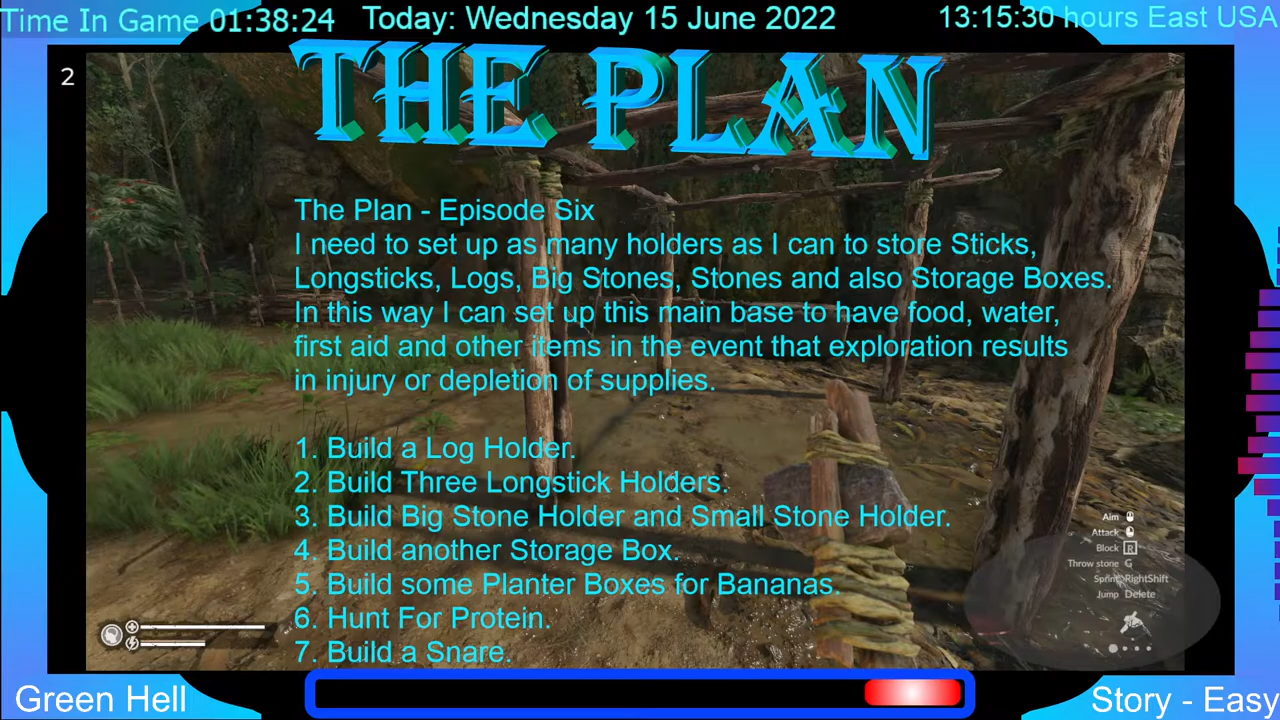 Time In Game 01:38:24 Today: Wednesday 15 June 2022 13:15:30 hours East USA
2
THE PLAN
The Plan - Episode Six
I need to set up as many holders as I can to store Sticks,
Longsticks, Logs, Big Stones, Stones and also Storage Boxes.
In this way I can set up this main base to have food, water,
first aid and other items in the event that exploration results
in injury or depletion of supplies.
1. Build a Log Holder.
2. Build Three Longstick Holders.
3. Build Big Stone Holder and Small Stone Holder.
4. Build another Storage Box.
5. Build some Planter Boxes for Bananas.
6. Hunt For Protein.
7. Build a Snare.
Aim
Attack
Block R
Throw stone G
Sprint RightShift
Jump Delete
Green Hell
Story - Easy